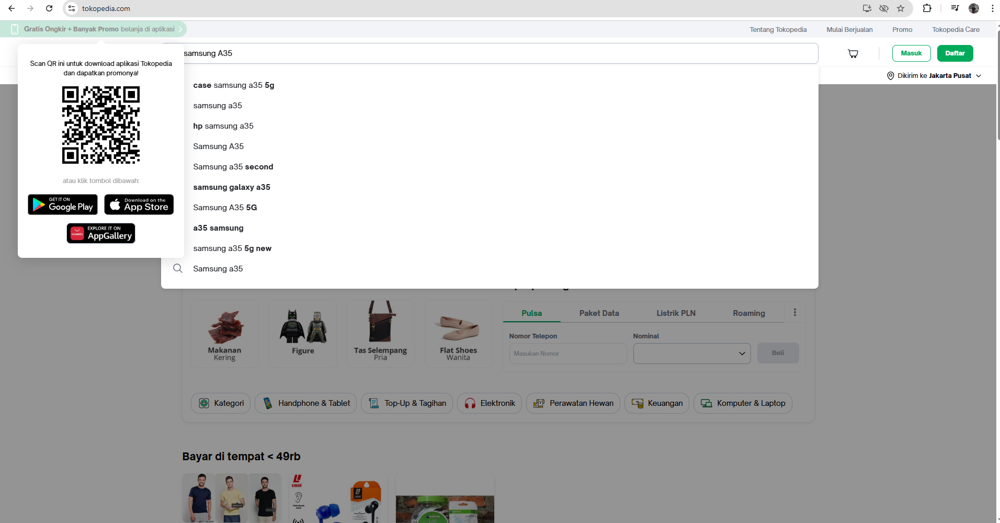 tokopedia.com
Gratis Ongkir + Banyak Promo belanja di aplikasi
Tentang Tokopedia
Mulai Berjualan
Promo
Tokopedia Care
samsung A35
Masuk
Daftar
Dikirim ke Jakarta Pusat
Scan QR ini untuk download aplikasi Tokopedia
dan dapatkan promonya!
atau klik tombol dibawah:
GET IT ON
Google Play
Download on the
App Store
HUAWEI
EXPLORE IT ON
AppGallery
case samsung a35 5g
samsung a35
hp samsung a35
Samsung A35
Samsung a35 second
samsung galaxy a35
Samsung A35 5G
a35 samsung
samsung a35 5g new
Samsung a35
Makanan
Kering
Figure
Tas Selempang
Pria
Flat Shoes
Wanita
Pulsa
Paket Data
Listrik PLN
Roaming
Nomor Telepon
Masukan Nomor
Nominal
Beli
Kategori
Handphone & Tablet
Top-Up & Tagihan
Elektronik
Perawatan Hewan
Keuangan
Komputer & Laptop
Bayar di tempat < 49rb
LIGER